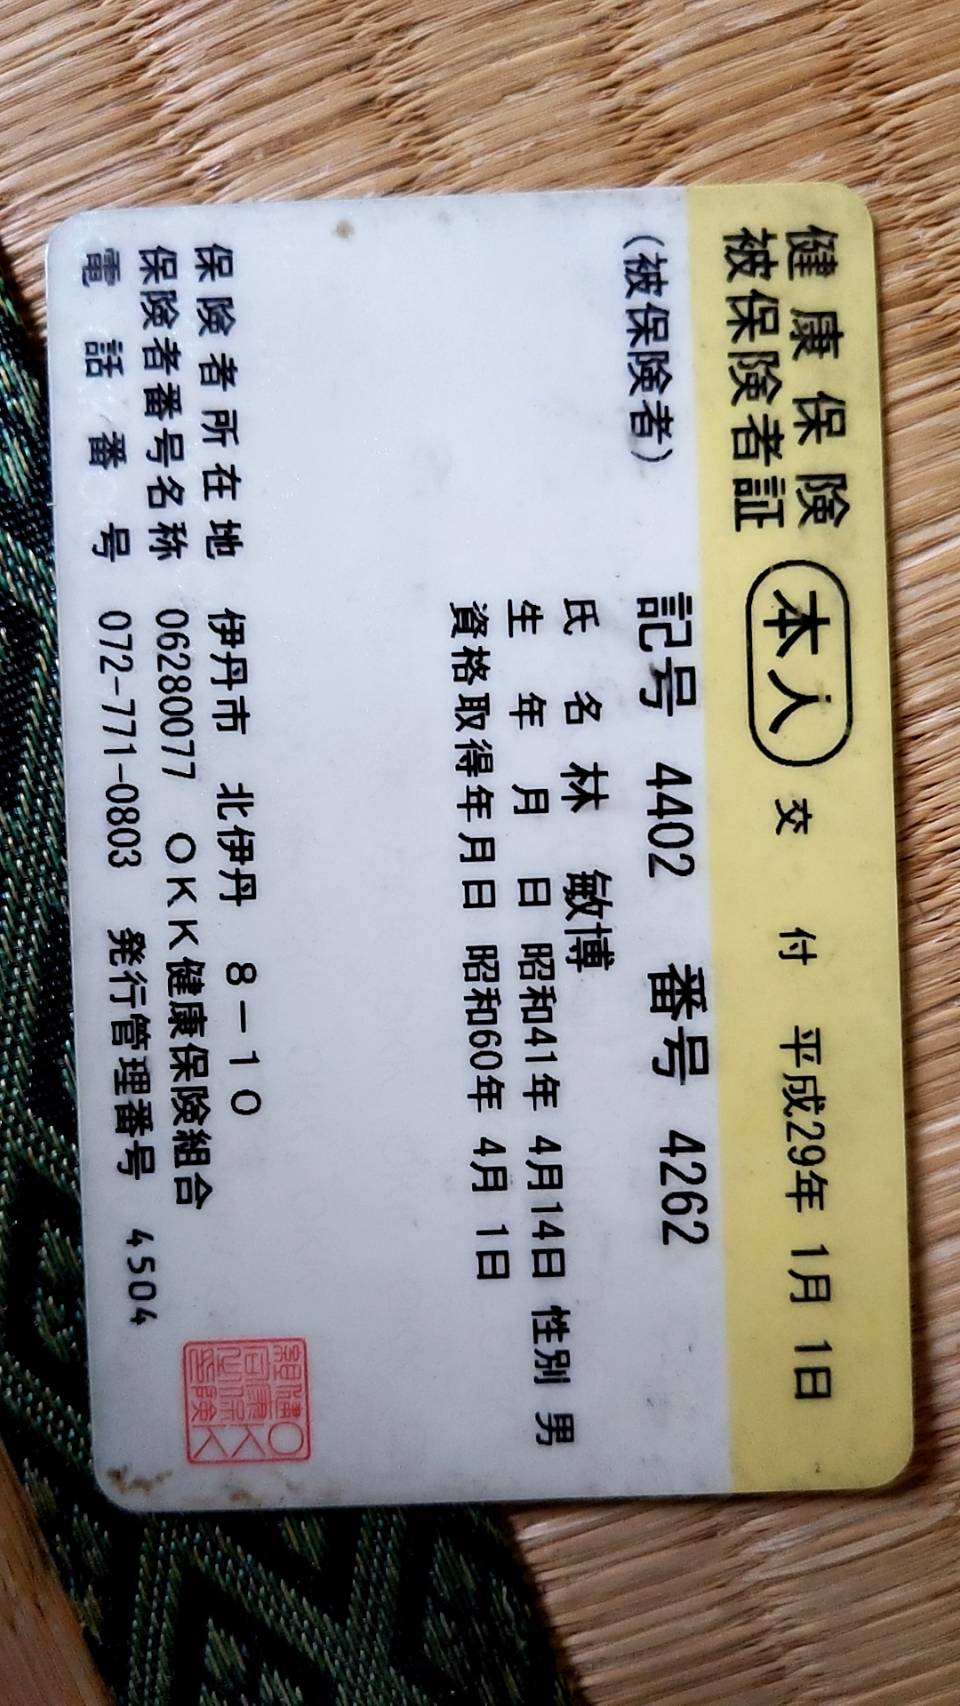 健康保険
被保険者証
本人
交付 平成29年 1月 1日
(被保険者)
記号 4402 番号 4262
氏名 林 敏博
生年月日 昭和41年 4月14日 性別 男
資格取得年月日 昭和60年 4月 1日
保険者所在地 伊丹市 北伊丹 8-10
保険者番号名称 06280077 OKK健康保険組合
電話番号 072-771-0803 発行管理番号 4504